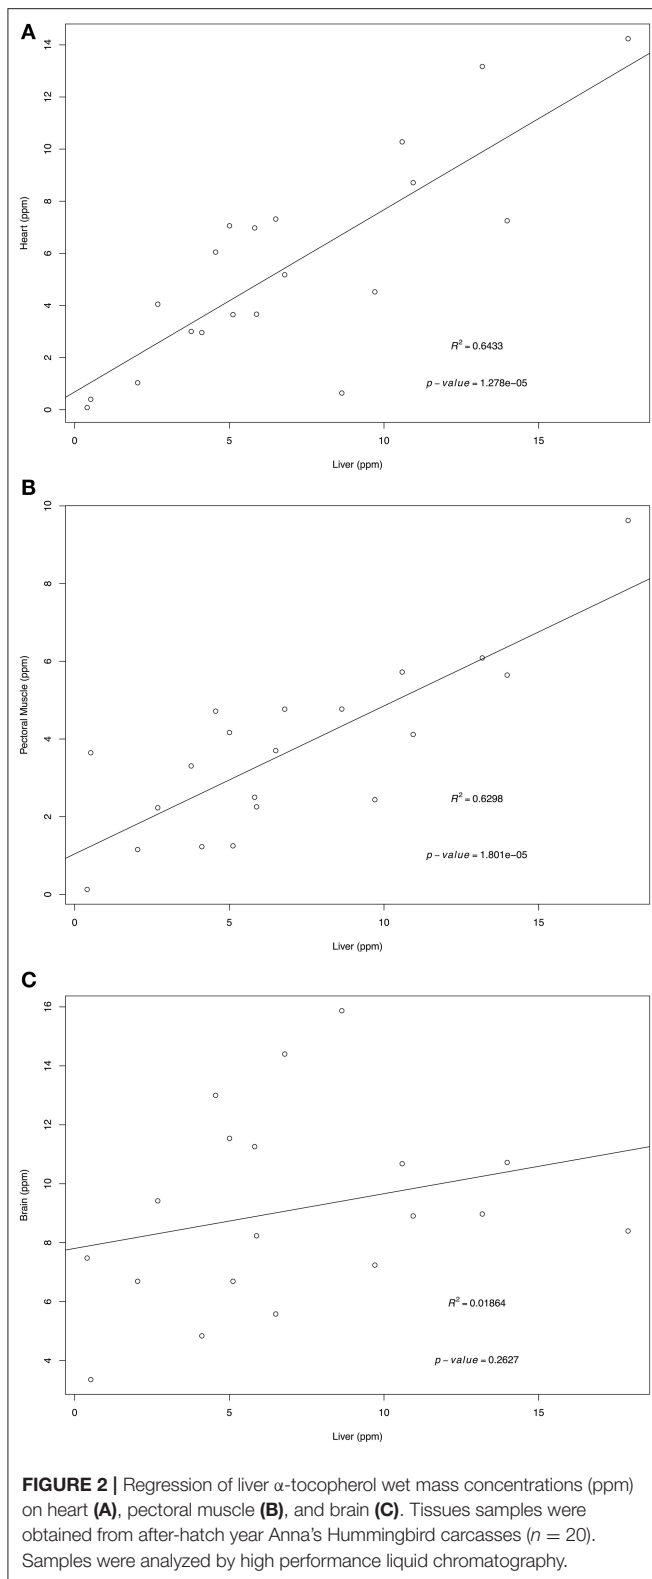 A
14
12
10
8
6
4
2
0
Heart (ppm)
R² = 0.6433
p – value = 1.278e−05
0 5 10 15
Liver (ppm)
B
10
8
6
4
2
0
Pectoral Muscle (ppm)
R² = 0.6298
p – value = 1.801e−05
0 5 10 15
Liver (ppm)
C
16
14
12
10
8
6
4
Brain (ppm)
R² = 0.01864
p – value = 0.2627
0 5 10 15
Liver (ppm)
FIGURE 2 | Regression of liver α-tocopherol wet mass concentrations (ppm)
on heart (A), pectoral muscle (B), and brain (C). Tissues samples were
obtained from after-hatch year Anna's Hummingbird carcasses (n = 20).
Samples were analyzed by high performance liquid chromatography.